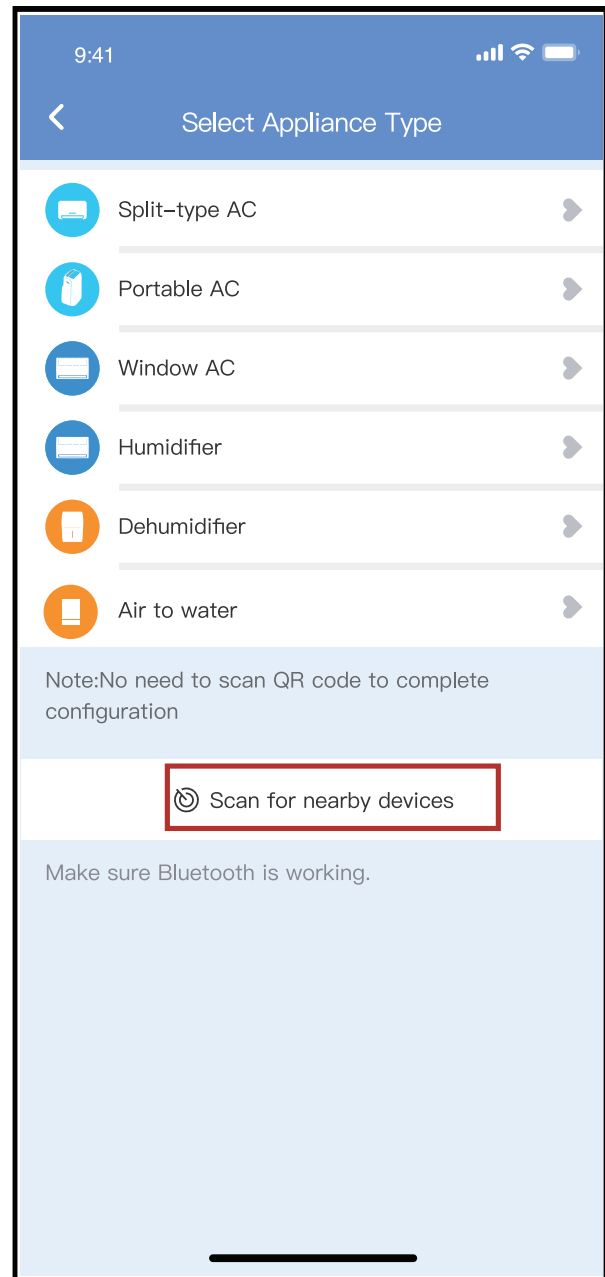 9:41
Select Appliance Type
Split-type AC
Portable AC
Window AC
Humidifier
Dehumidifier
Air to water
Note:No need to scan QR code to complete
configuration
Scan for nearby devices
Make sure Bluetooth is working.